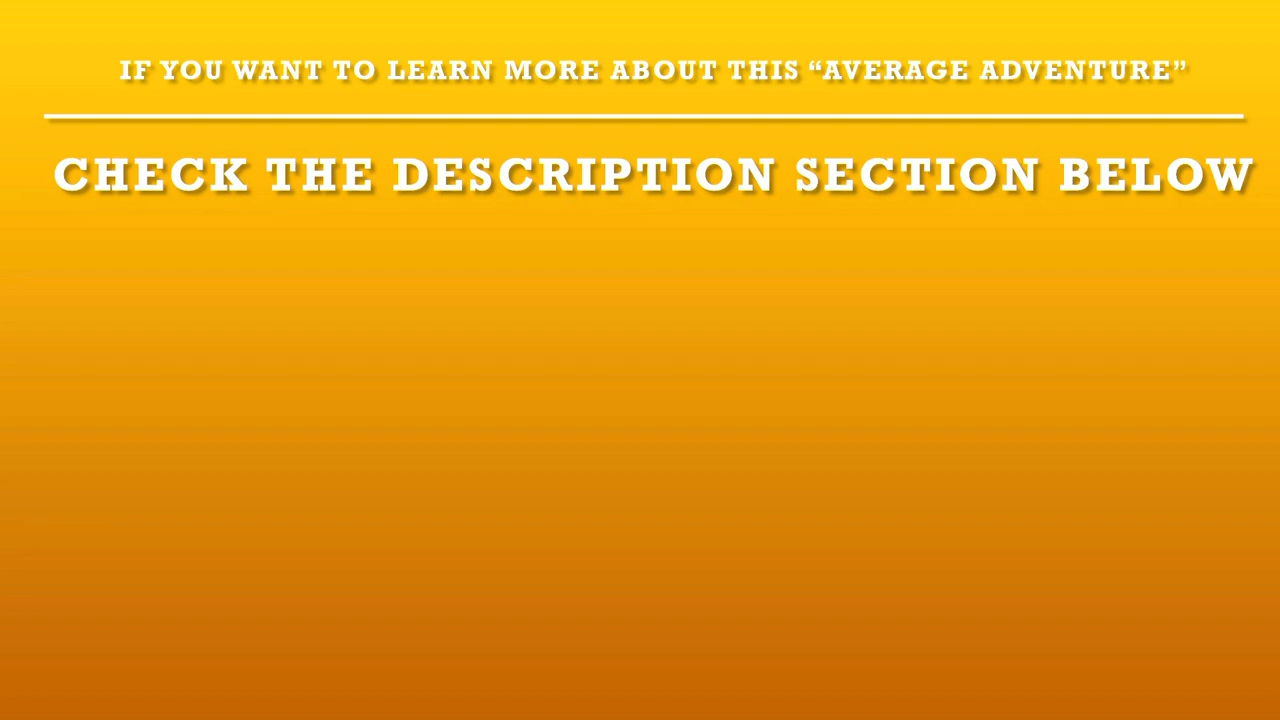 IF YOU WANT TO LEARN MORE ABOUT THIS “AVERAGE ADVENTURE”
CHECK THE DESCRIPTION SECTION BELOW